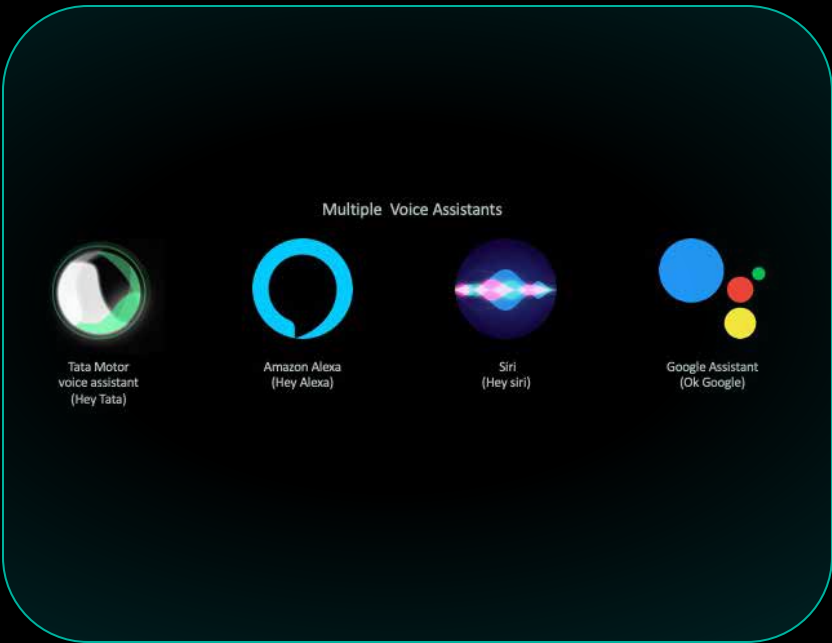 Multiple Voice Assistants
Tata Motor
voice assistant
(Hey Tata)
Amazon Alexa
(Hey Alexa)
Siri
(Hey siri)
Google Assistant
(Ok Google)